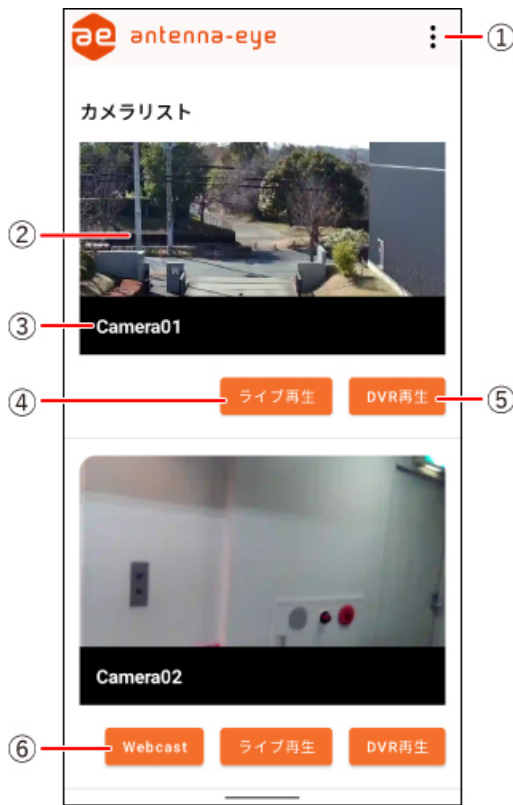 ae antenna-eye
①
カメラリスト
②
③
Camera01
④
ライブ再生
DVR再生
⑤
Camera02
⑥
Webcast
ライブ再生
DVR再生